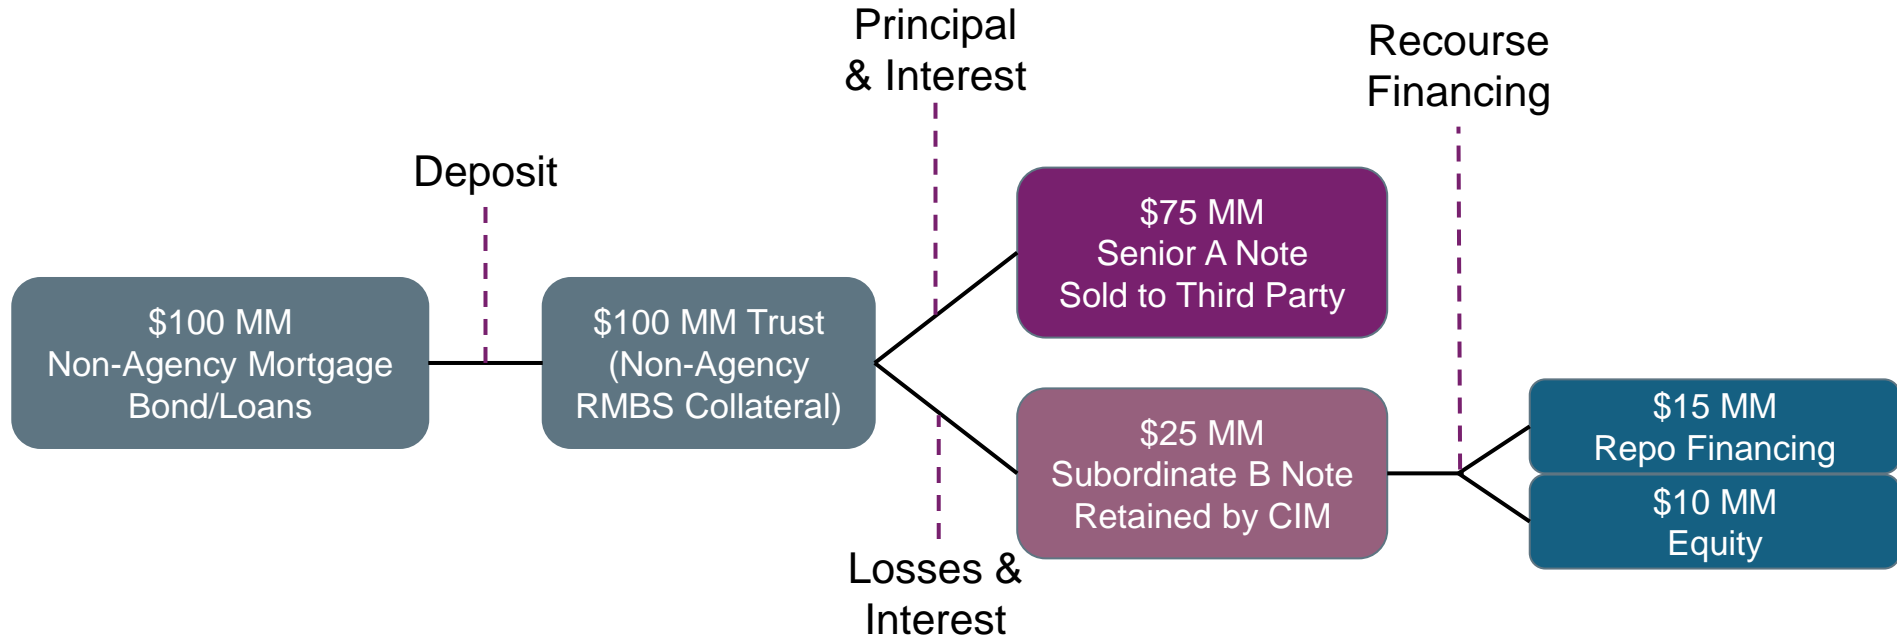 Principal
& Interest
Recourse
Financing
Deposit
$100 MM
Non-Agency Mortgage
Bond/Loans
$100 MM Trust
(Non-Agency
RMBS Collateral)
$75 MM
Senior A Note
Sold to Third Party
$25 MM
Subordinate B Note
Retained by CIM
$15 MM
Repo Financing
$10 MM
Equity
Losses &
Interest